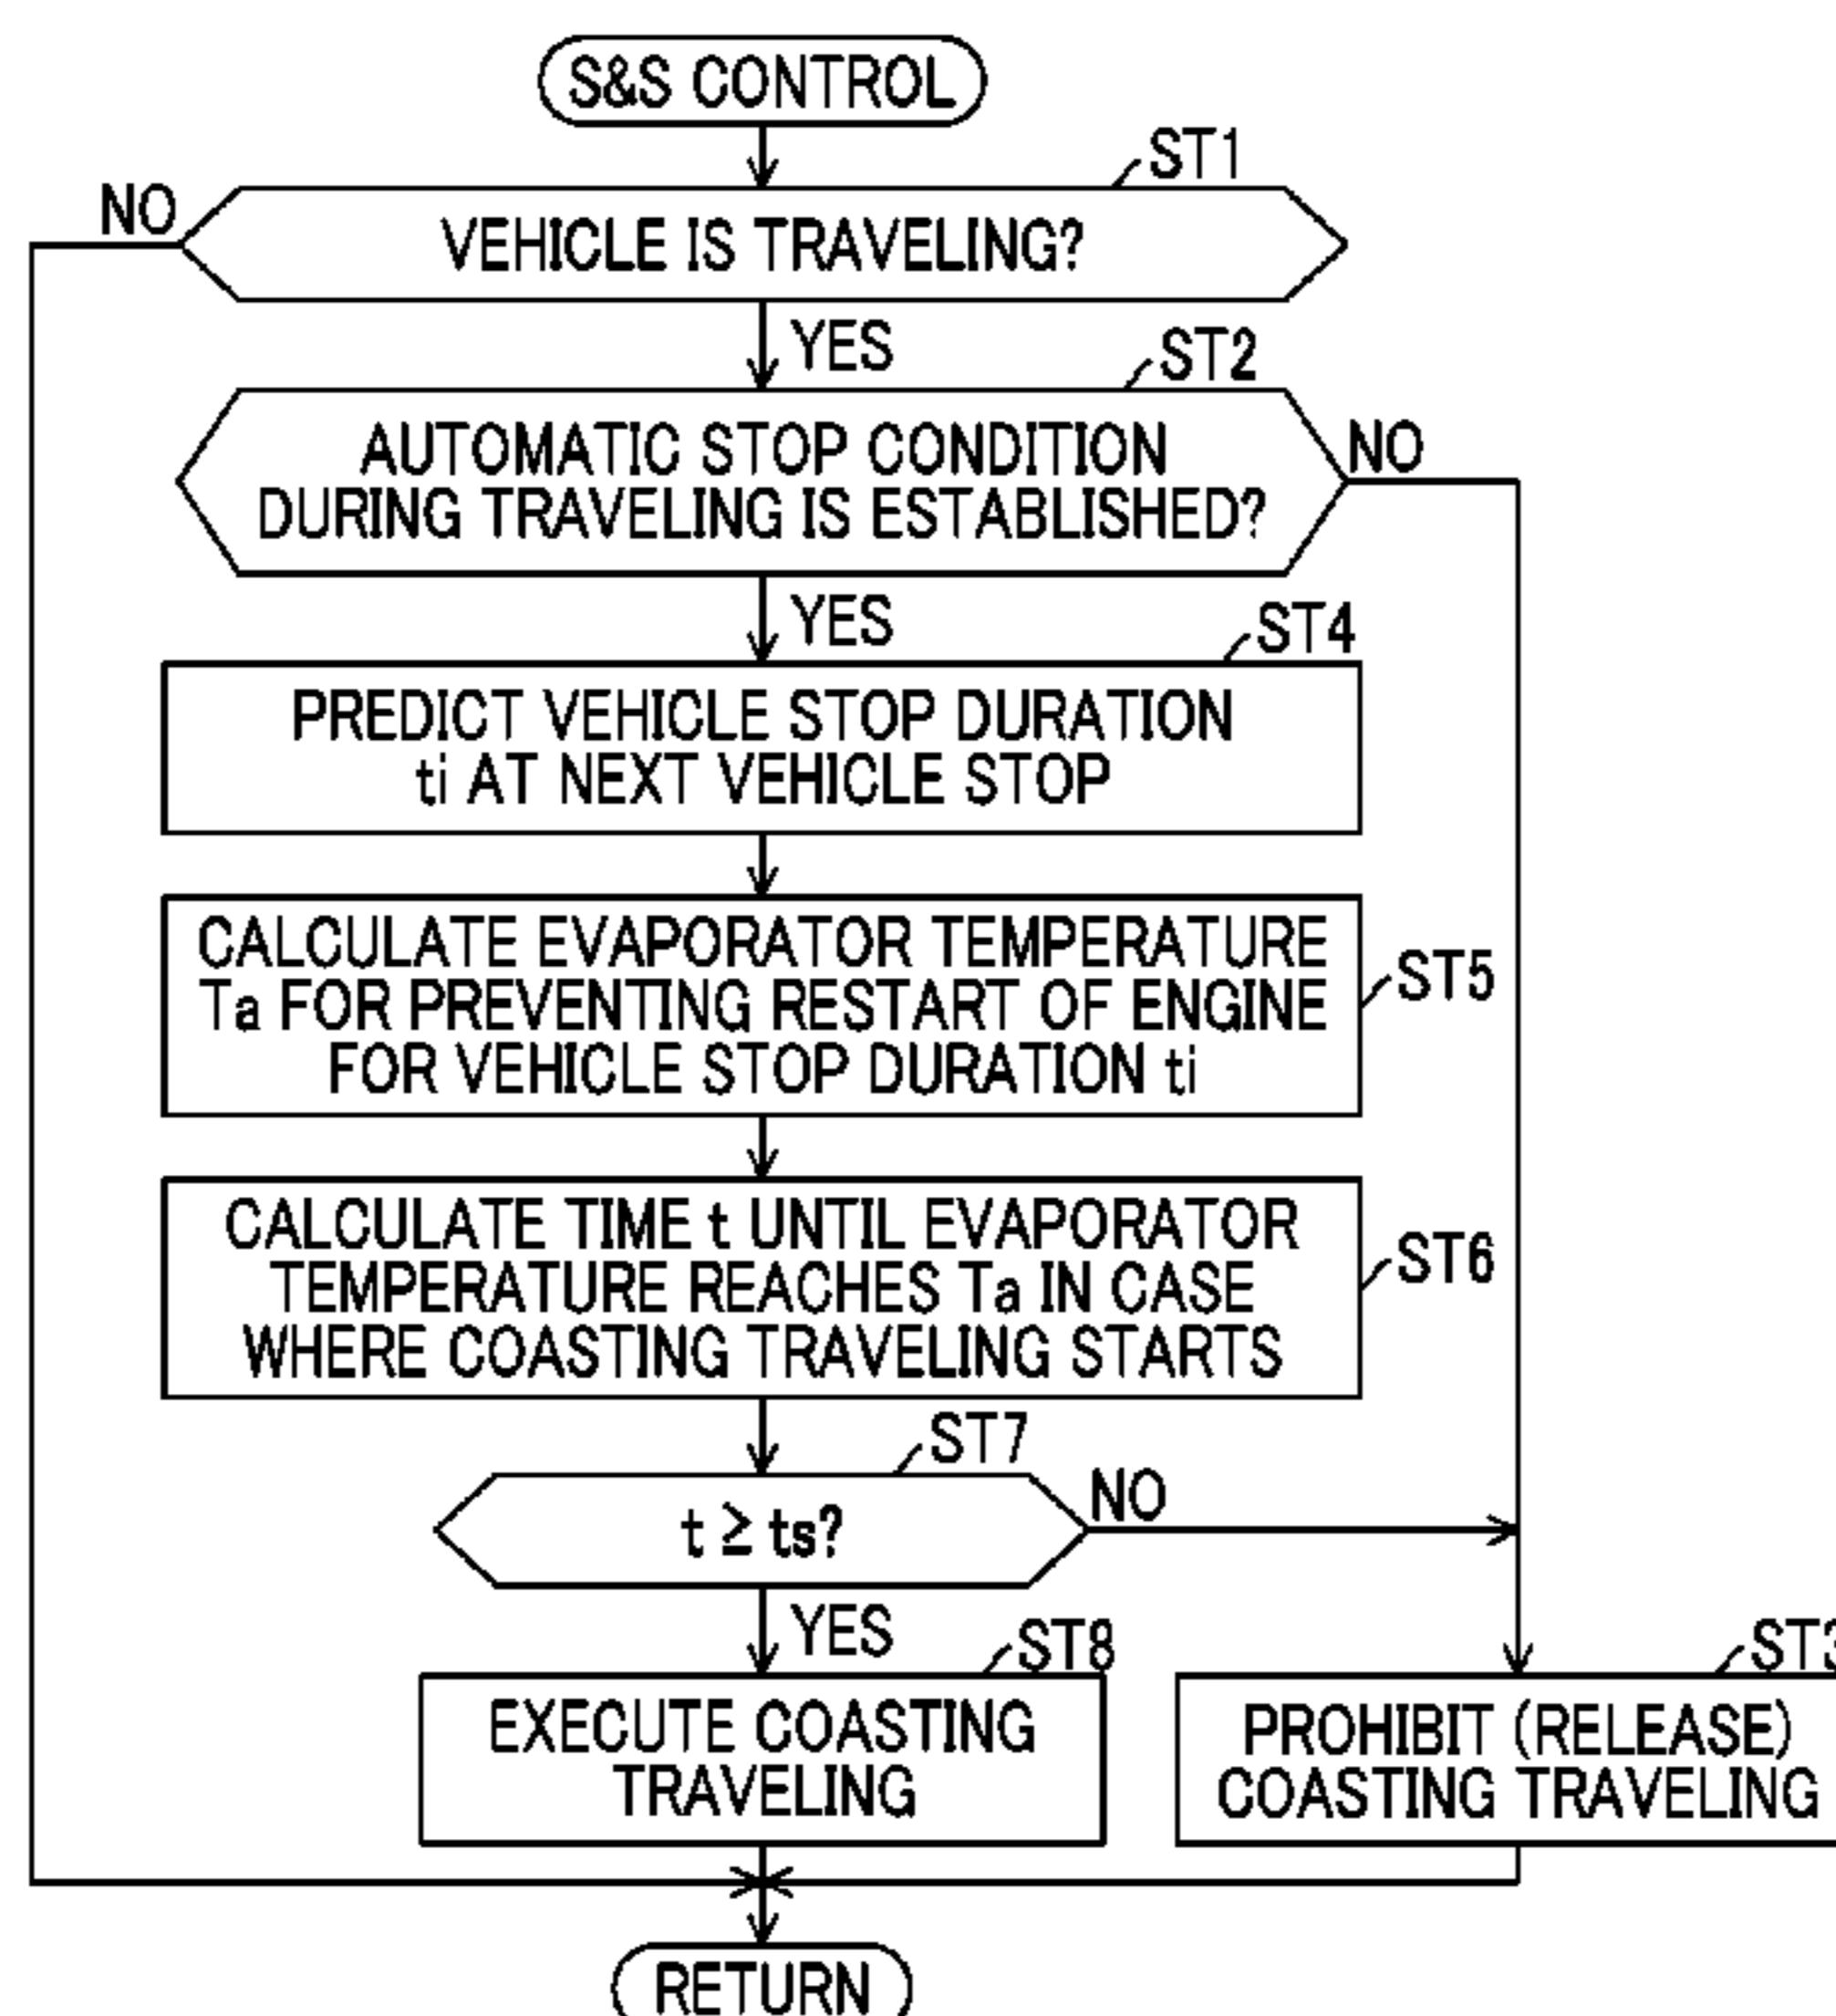 S&S CONTROL
ST1
NO
VEHICLE IS TRAVELING?
YES
ST2
AUTOMATIC STOP CONDITION
DURING TRAVELING IS ESTABLISHED?
NO
YES
ST4
PREDICT VEHICLE STOP DURATION
ti AT NEXT VEHICLE STOP
CALCULATE EVAPORATOR TEMPERATURE
Ta FOR PREVENTING RESTART OF ENGINE
FOR VEHICLE STOP DURATION ti
ST5
CALCULATE TIME t UNTIL EVAPORATOR
TEMPERATURE REACHES Ta IN CASE
WHERE COASTING TRAVELING STARTS
ST6
ST7
t ≥ ts?
NO
YES
ST8
EXECUTE COASTING
TRAVELING
ST3
PROHIBIT (RELEASE)
COASTING TRAVELING
RETURN